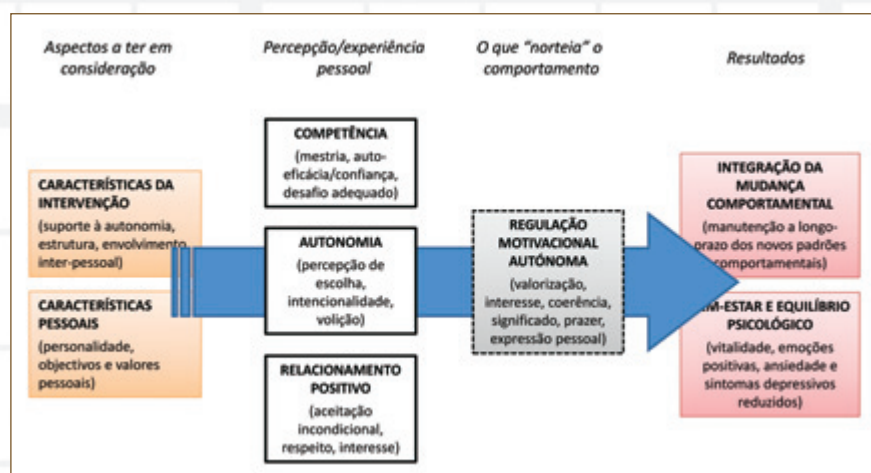 Aspectos a ter em
consideração
Percepção/experiência
pessoal
O que “norteia” o
comportamento
Resultados
CARACTERÍSTICAS DA
INTERVENÇÃO
(suporte à autonomia,
estrutura, envolvimento
inter-pessoal)
CARACTERÍSTICAS
PESSOAIS
(personalidade,
objectivos e valores
pessoais)
COMPETÊNCIA
(mestria, auto-
eficácia/confiança,
desafio adequado)
AUTONOMIA
(percepção de
escolha,
intencionalidade,
volição)
RELACIONAMENTO
POSITIVO
(aceitação
incondicional,
respeito, interesse)
REGULAÇÃO
MOTIVACIONAL
AUTÓNOMA
(valorização,
interesse, coerência,
significado, prazer,
expressão pessoal)
INTEGRAÇÃO DA
MUDANÇA
COMPORTAMENTAL
(manutenção a longo-
prazo dos novos padrões
comportamentais)
EM-ESTAR E EQUILÍBRIO
PSICOLÓGICO
(vitalidade, emoções
positivas, ansiedade e
sintomas depressivos
reduzidos)